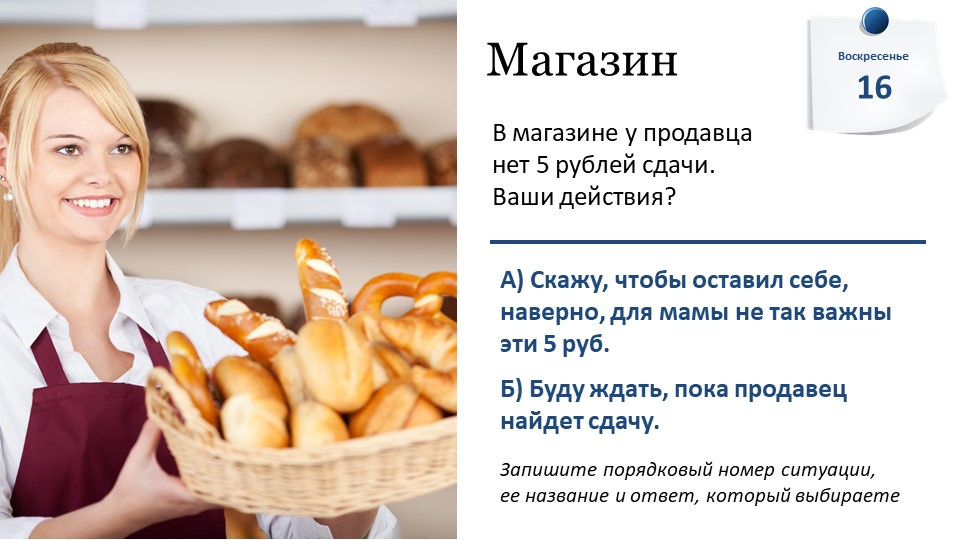 Магазин
Воскресенье
16
В магазине у продавца
нет 5 рублей сдачи.
Ваши действия?
А) Скажу, чтобы оставил себе,
наверно, для мамы не так важны
эти 5 руб.
Б) Буду ждать, пока продавец
найдет сдачу.
Запишите порядковый номер ситуации,
ее название и ответ, который выбираете